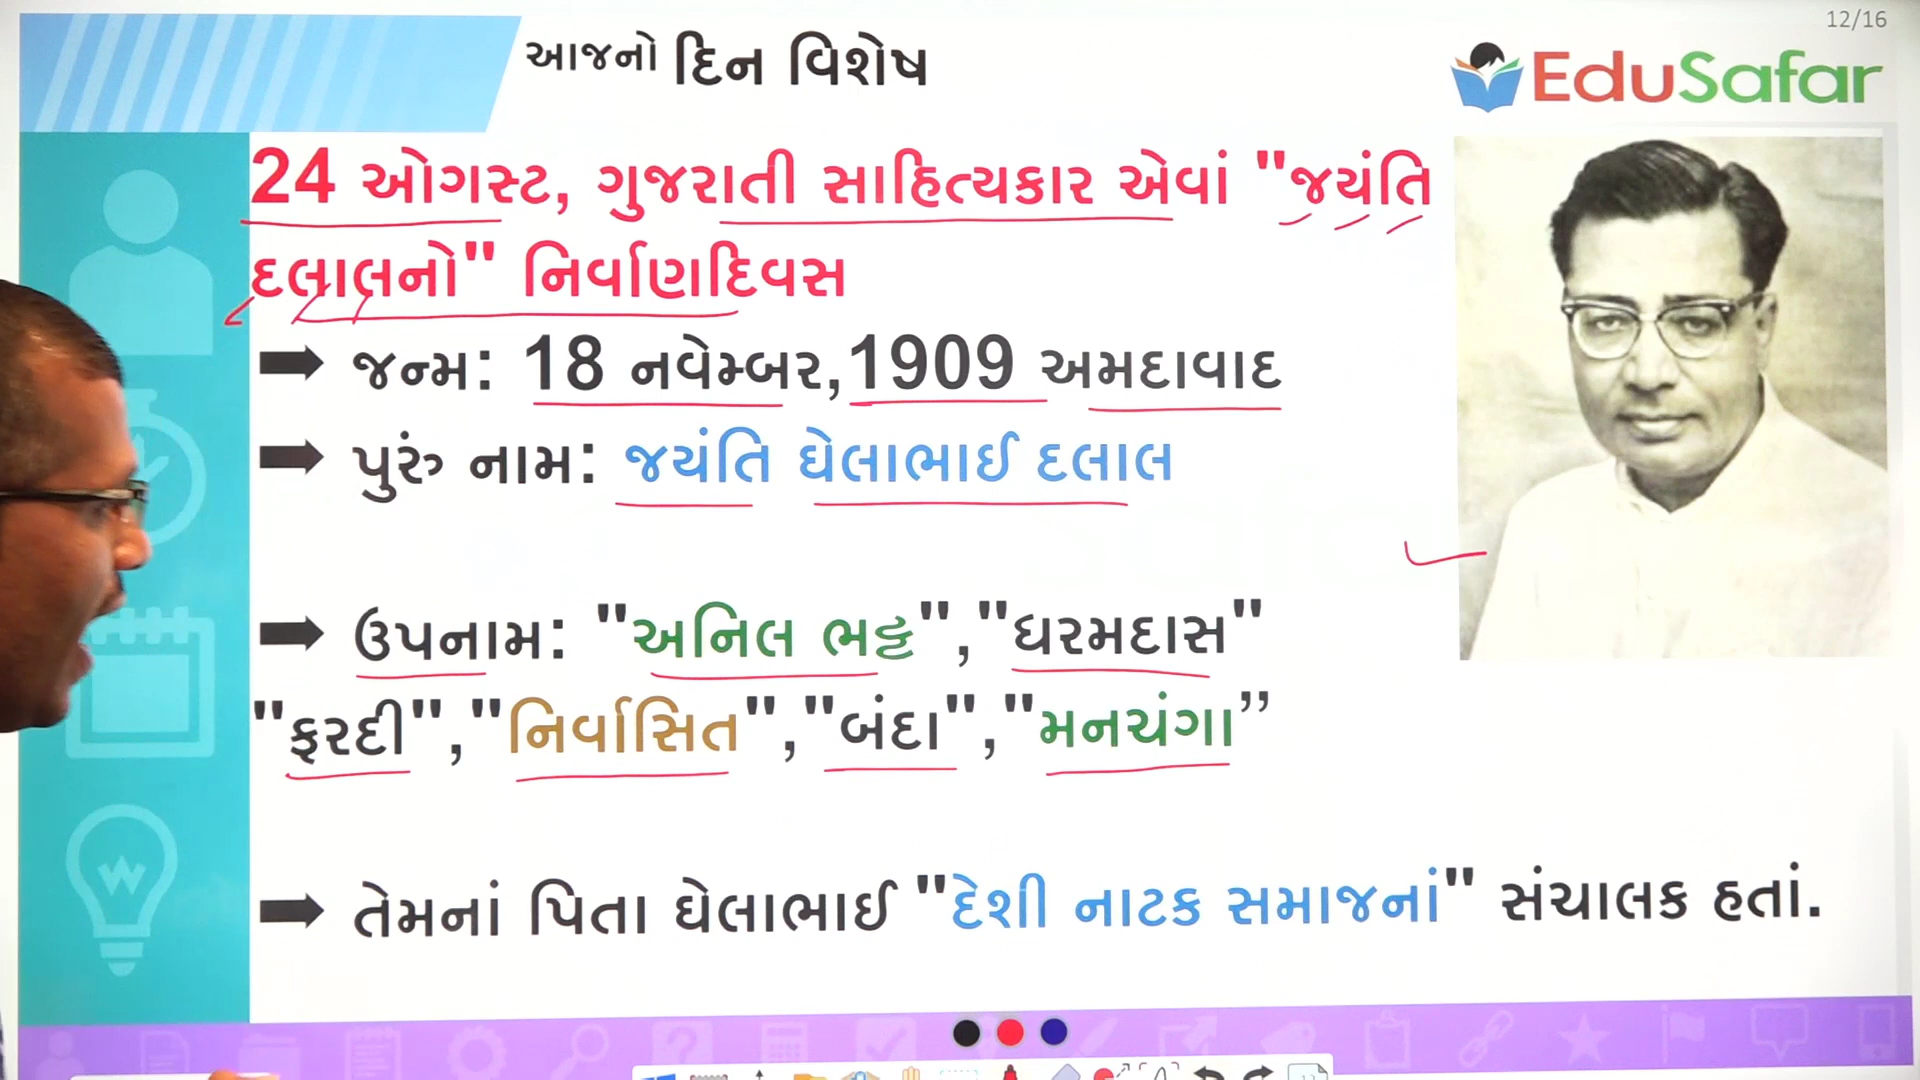 12/16
આજનો દિન વિશેષ
EduSafar
24 ઓગસ્ટ, ગુજરાતી સાહિત્યકાર એવાં "જયંતિ
દલાલનો" નિર્વાણદિવસ
જન્મ: 18 નવેમ્બર,1909 અમદાવાદ
પુરું નામ: જયંતિ ઘેલાભાઈ દલાલ
ઉપનામ: "અનિલ ભટ્ટ","ધરમદાસ"
"ફરદી","નિર્વાસિત","બંદા","મનચંગા”
તેમનાં પિતા ઘેલાભાઈ "દેશી નાટક સમાજનાં" સંચાલક હતાં.